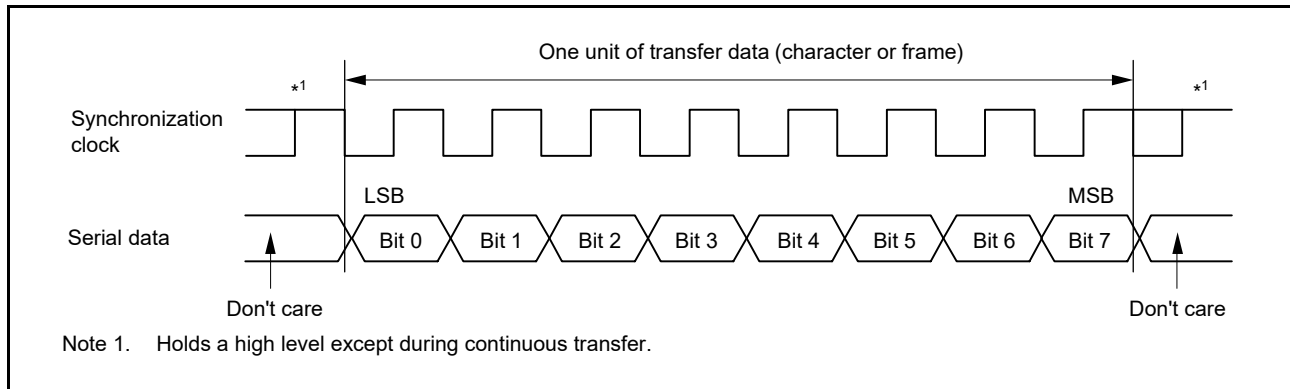 One unit of transfer data (character or frame)
*1
*1
Synchronization
clock
LSB
MSB
Serial data
Bit 0 Bit 1 Bit 2 Bit 3 Bit 4 Bit 5 Bit 6 Bit 7
Don't care
Don't care
Note 1. Holds a high level except during continuous transfer.